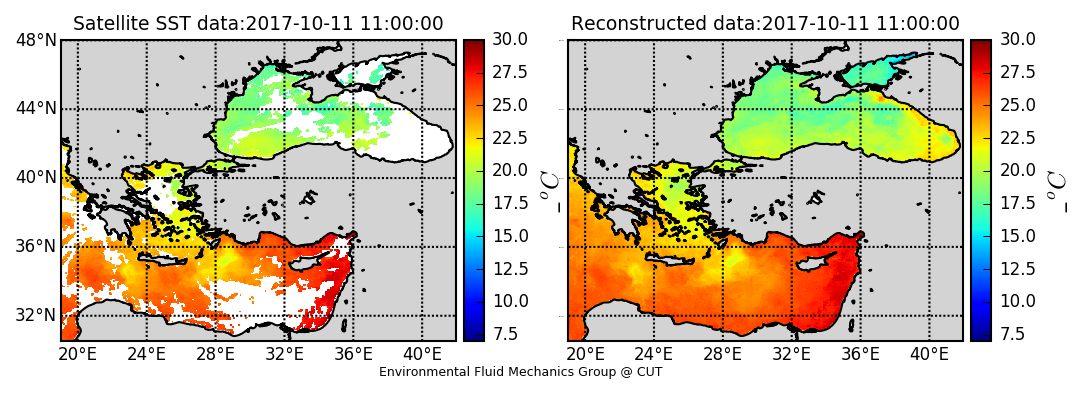 Satellite SST data:2017-10-11 11:00:00
48°N
44°N
40°N
36°N
32°N
20°E 24°E 28°E 32°E 36°E 40°E
30.0
27.5
25.0
22.5
20.0
17.5
15.0
12.5
10.0
7.5
_ °C
Reconstructed data:2017-10-11 11:00:00
20°E 24°E 28°E 32°E 36°E 40°E
30.0
27.5
25.0
22.5
20.0
17.5
15.0
12.5
10.0
7.5
_ °C
Environmental Fluid Mechanics Group @ CUT